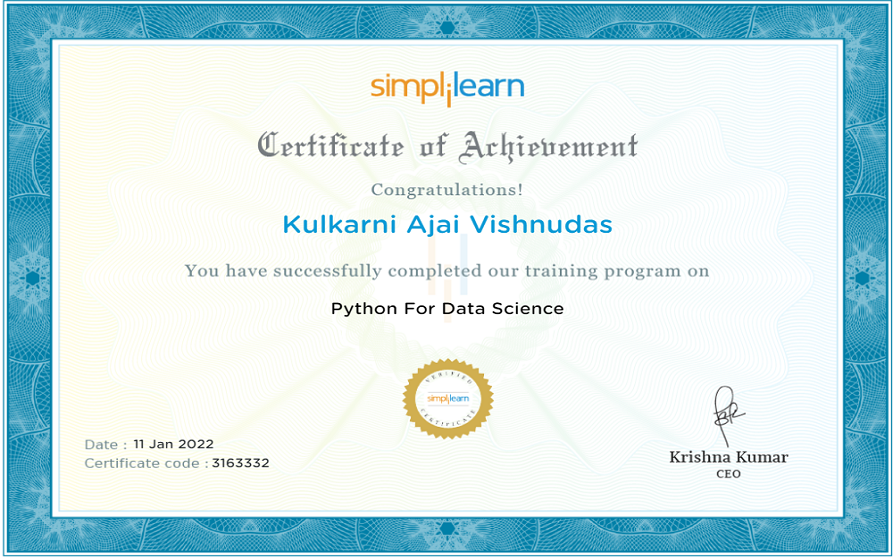 simplilearn
Certificate of Achievement
Congratulations!
Kulkarni Ajai Vishnudas
You have successfully completed our training program on
Python For Data Science
VERIFIED
simplilearn
CERTIFICATE
Date : 11 Jan 2022
Certificate code : 3163332
Krishna Kumar
CEO